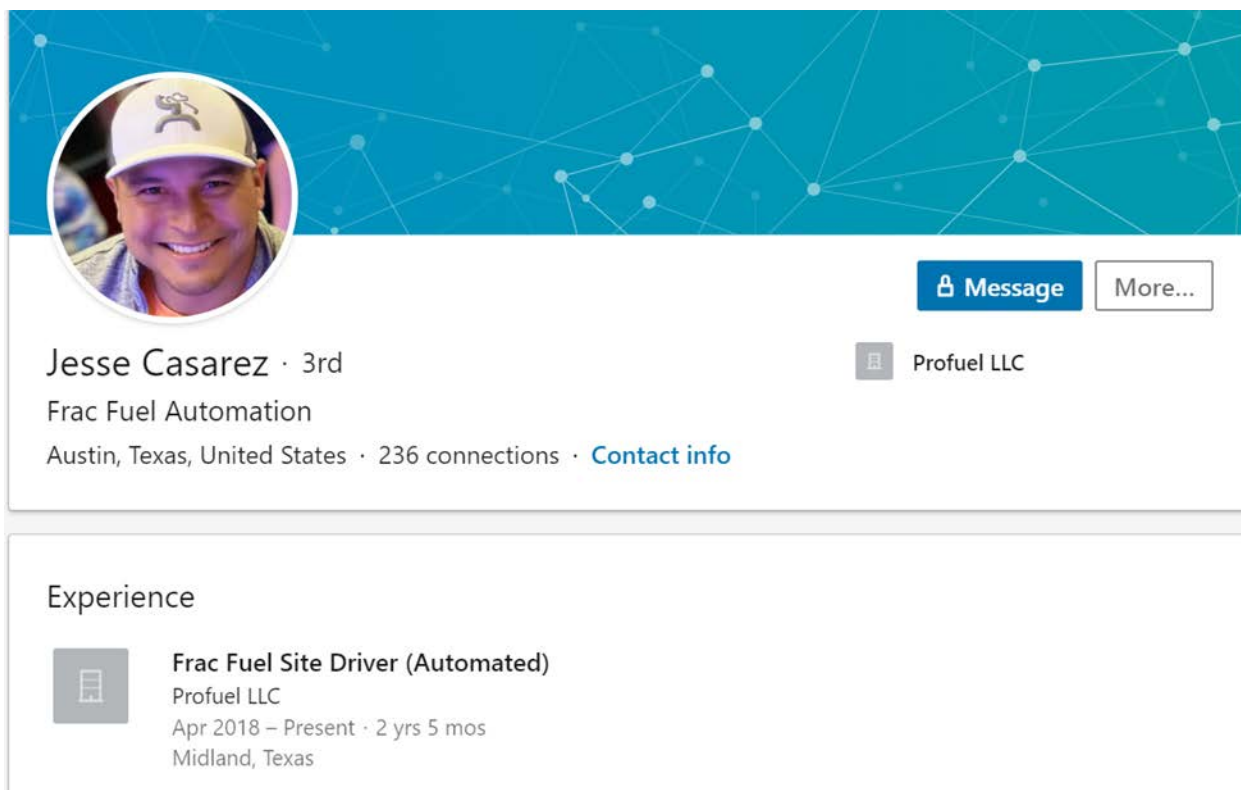 Message
More...
Jesse Casarez · 3rd
Profuel LLC
Frac Fuel Automation
Austin, Texas, United States · 236 connections · Contact info
Experience
Frac Fuel Site Driver (Automated)
Profuel LLC
Apr 2018 – Present · 2 yrs 5 mos
Midland, Texas